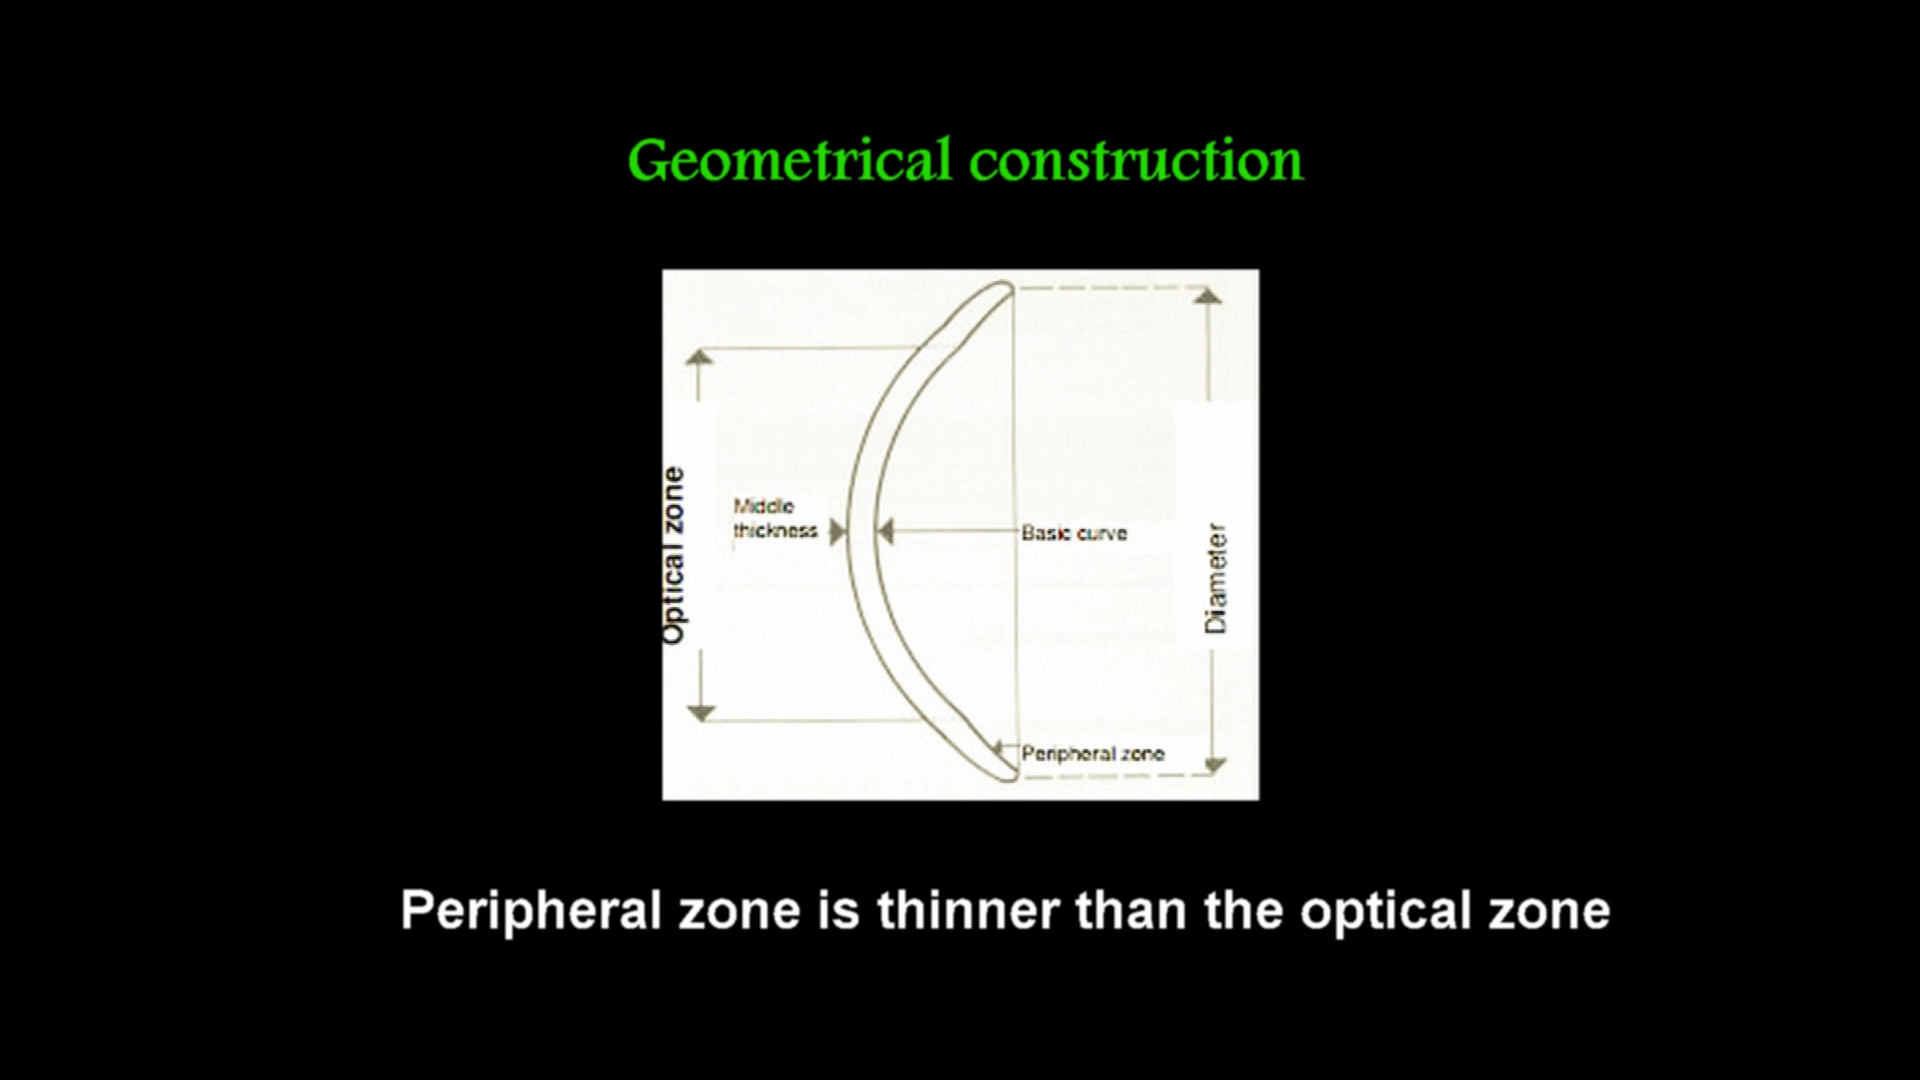 Geometrical construction
Optical zone
Middle
thickness
Basic curve
Diameter
Peripheral zone
Peripheral zone is thinner than the optical zone